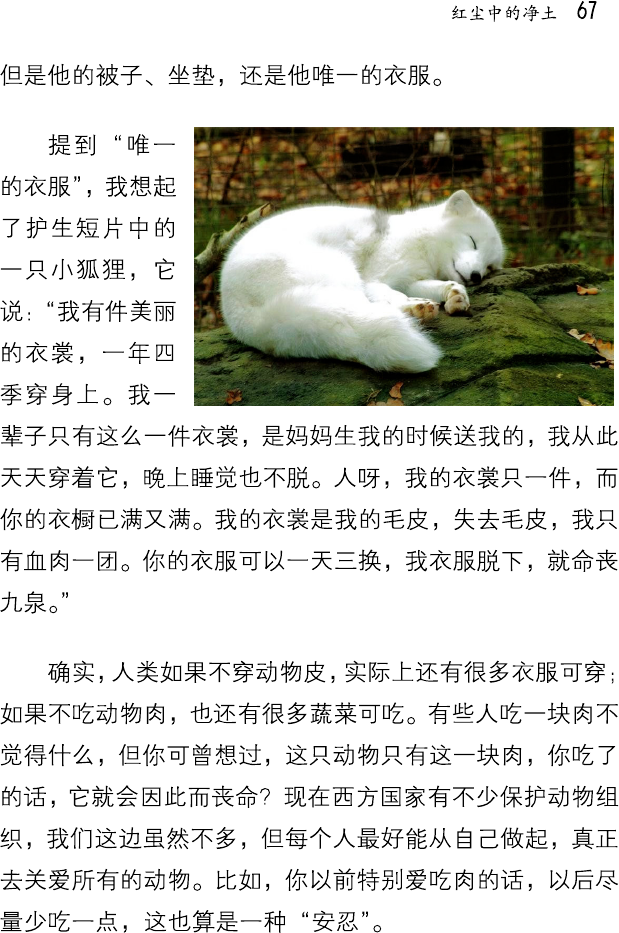 红尘中的净土 67
但是他的被子、坐垫，还是他唯一的衣服。
提到“唯一
的衣服”，我想起
了护生短片中的
一只小狐狸，它
说：“我有件美丽
的衣裳，一年四
季穿身上。我一
辈子只有这么一件衣裳，是妈妈生我的时候送我的，我从此
天天穿着它，晚上睡觉也不脱。人呀，我的衣裳只一件，而
你的衣橱已满又满。我的衣裳是我的毛皮，失去毛皮，我只
有血肉一团。你的衣服可以一天三换，我衣服脱下，就命丧
九泉。”
确实，人类如果不穿动物皮，实际上还有很多衣服可穿；
如果不吃动物肉，也还有很多蔬菜可吃。有些人吃一块肉不
觉得什么，但你可曾想过，这只动物只有这一块肉，你吃了
的话，它就会因此而丧命？现在西方国家有不少保护动物组
织，我们这边虽然不多，但每个人最好能从自己做起，真正
去关爱所有的动物。比如，你以前特别爱吃肉的话，以后尽
量少吃一点，这也算是一种“安忍”。